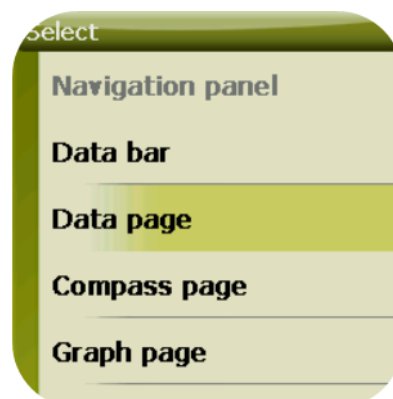 Select
Navigation panel
Data bar
Data page
Compass page
Graph page